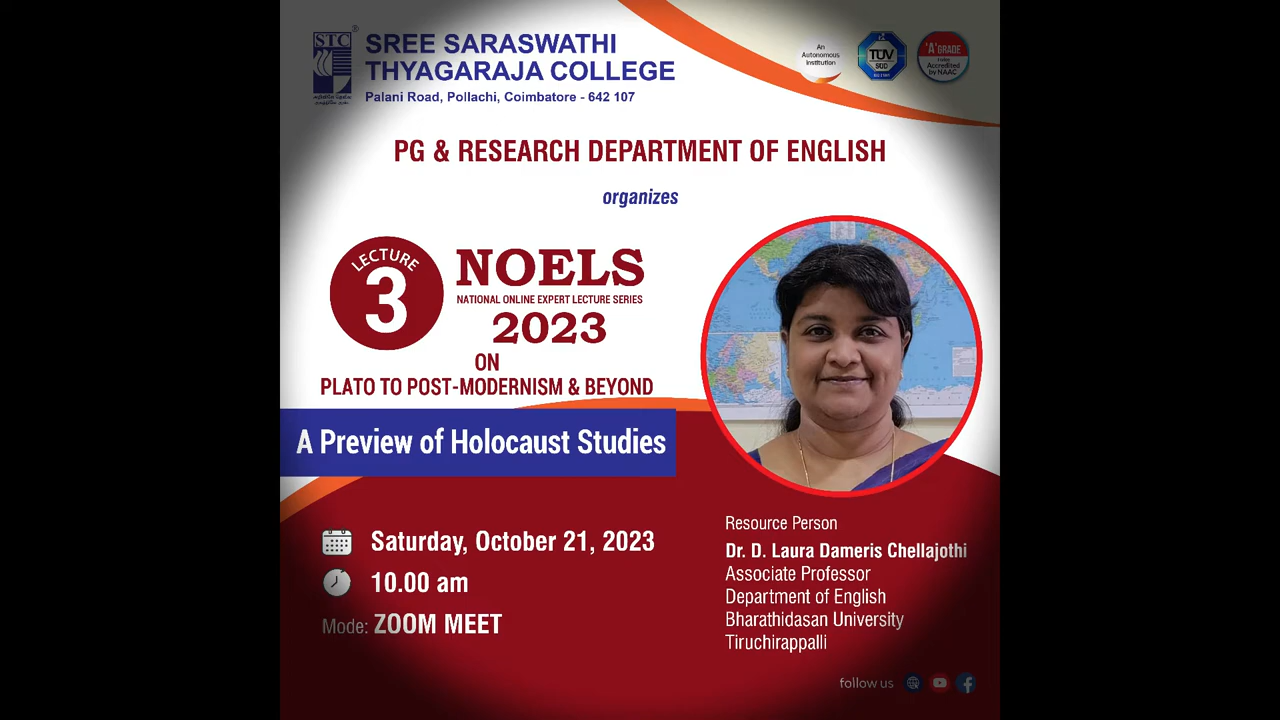 STC
SREE SARASWATHI
THYAGARAJA COLLEGE
Palani Road, Pollachi, Coimbatore - 642 107
An
Autonomous
Institution
TÜV
SÜD
'A' GRADE
Accredited
by NAAC
PG & RESEARCH DEPARTMENT OF ENGLISH
organizes
LECTURE
3
NOELS
NATIONAL ONLINE EXPERT LECTURE SERIES
2023
ON
PLATO TO POST-MODERNISM & BEYOND
A Preview of Holocaust Studies
Saturday, October 21, 2023
10.00 am
Mode: ZOOM MEET
Resource Person
Dr. D. Laura Dameris Chellajothi
Associate Professor
Department of English
Bharathidasan University
Tiruchirappalli
follow us